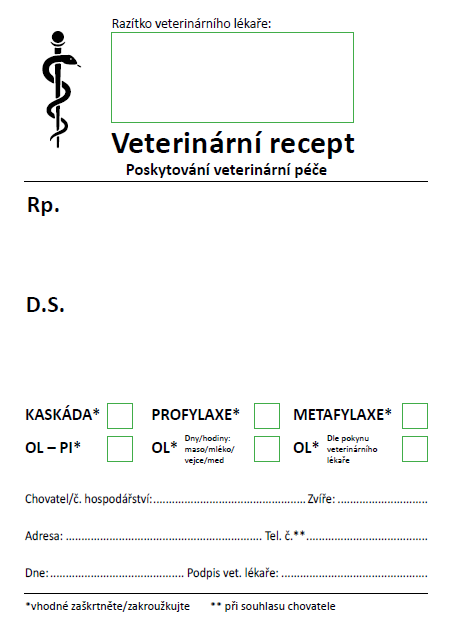 Razítko veterinárního lékaře:
Veterinární recept
Poskytování veterinární péče
Rp.
D.S.
KASKÁDA* PROFYLAXE* METAFYLAXE*
OL – PI* OL* Dny/hodiny: maso/mléko/ vejce/med OL* Dle pokynu veterinárního lékaře
Chovatel/č. hospodářství:.................................................. Zvíře: .............................
Adresa: ................................................................ Tel. č.**.......................................
Dne:........................................... Podpis vet. lékaře: ...............................................
*vhodné zaškrtněte/zakroužkujte ** při souhlasu chovatele